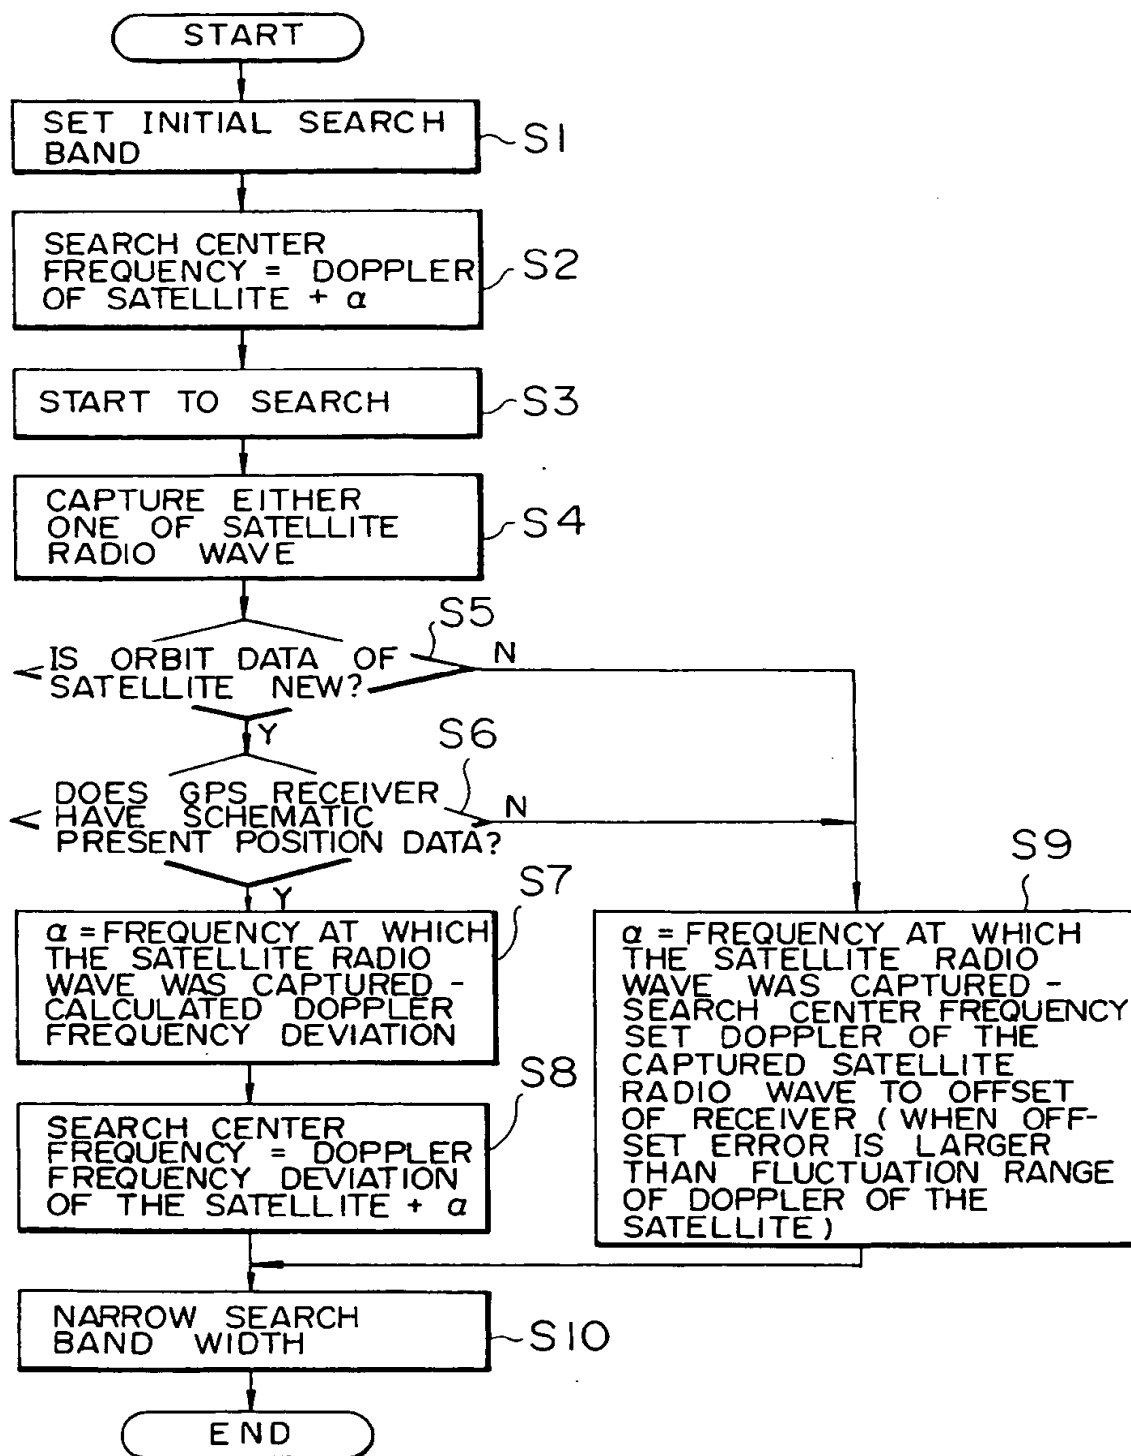 START
SET INITIAL SEARCH
BAND
S1
SEARCH CENTER
FREQUENCY = DOPPLER
OF SATELLITE + α
S2
START TO SEARCH
S3
CAPTURE EITHER
ONE OF SATELLITE
RADIO WAVE
S4
S5
IS ORBIT DATA OF
SATELLITE NEW?
N
Y
S6
DOES GPS RECEIVER
HAVE SCHEMATIC
PRESENT POSITION DATA?
N
Y
S7
α = FREQUENCY AT WHICH
THE SATELLITE RADIO
WAVE WAS CAPTURED -
CALCULATED DOPPLER
FREQUENCY DEVIATION
S8
SEARCH CENTER
FREQUENCY = DOPPLER
FREQUENCY DEVIATION
OF THE SATELLITE + α
S9
α = FREQUENCY AT WHICH
THE SATELLITE RADIO
WAVE WAS CAPTURED -
SEARCH CENTER FREQUENCY
SET DOPPLER OF THE
CAPTURED SATELLITE
RADIO WAVE TO OFFSET
OF RECEIVER (WHEN OFF-
SET ERROR IS LARGER
THAN FLUCTUATION RANGE
OF DOPPLER OF THE
SATELLITE)
NARROW SEARCH
BAND WIDTH
S10
END